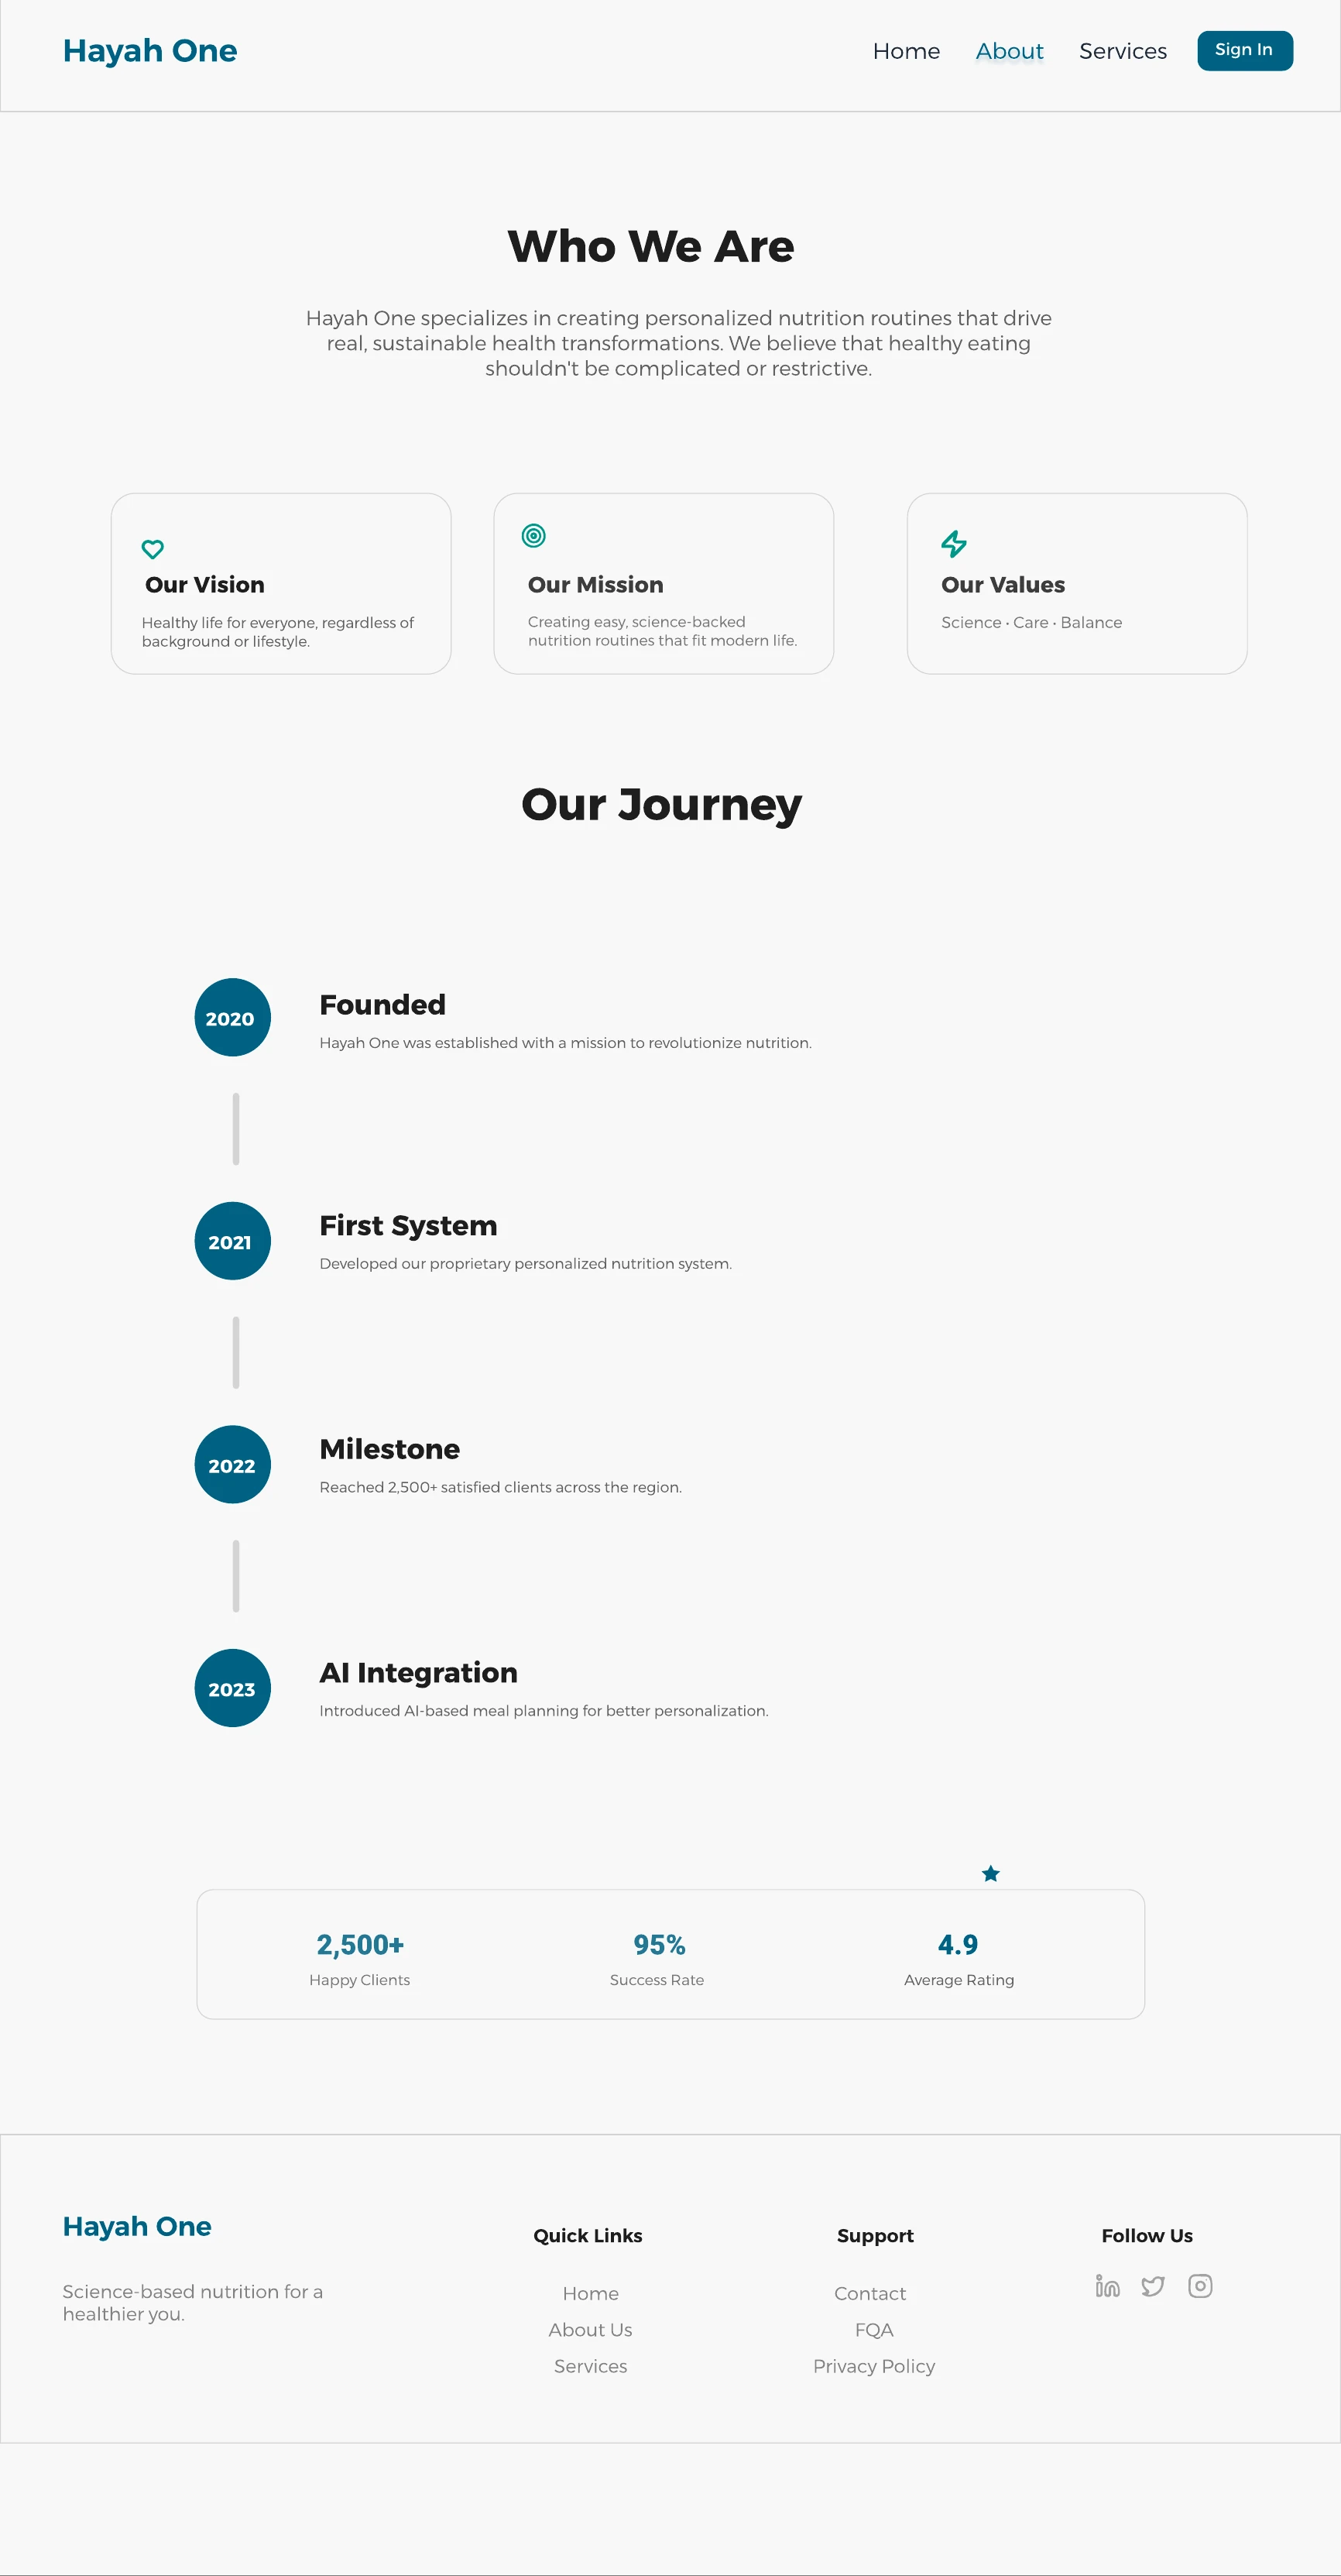 Hayah One
Home
About
Services
Sign In
Who We Are
Hayah One specializes in creating personalized nutrition routines that drive
real, sustainable health transformations. We believe that healthy eating
shouldn't be complicated or restrictive.
Our Vision
Healthy life for everyone, regardless of
background or lifestyle.
Our Mission
Creating easy, science-backed
nutrition routines that fit modern life.
Our Values
Science • Care • Balance
Our Journey
2020
Founded
Hayah One was established with a mission to revolutionize nutrition.
2021
First System
Developed our proprietary personalized nutrition system.
2022
Milestone
Reached 2,500+ satisfied clients across the region.
2023
AI Integration
Introduced AI-based meal planning for better personalization.
2,500+
Happy Clients
95%
Success Rate
4.9
Average Rating
Hayah One
Science-based nutrition for a
healthier you.
Quick Links
Home
About Us
Services
Support
Contact
FQA
Privacy Policy
Follow Us